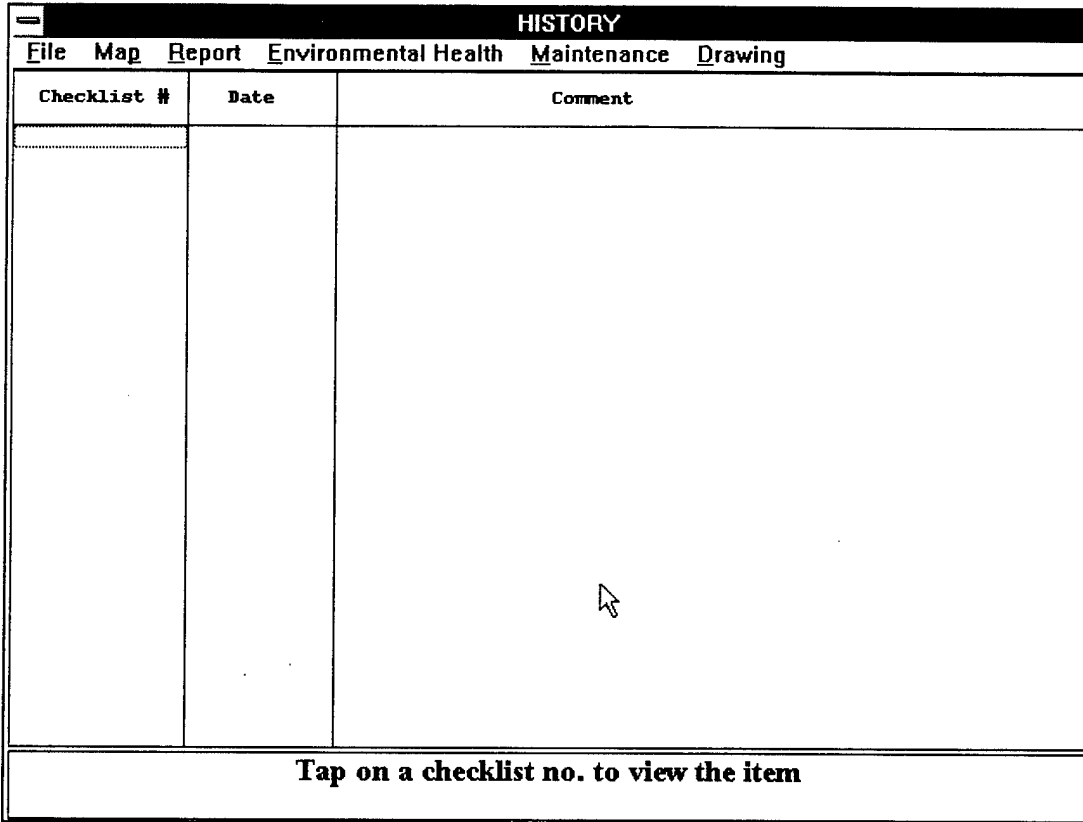 HISTORY
File Map Report Environmental Health Maintenance Drawing
Checklist # Date Comment
Tap on a checklist no. to view the item